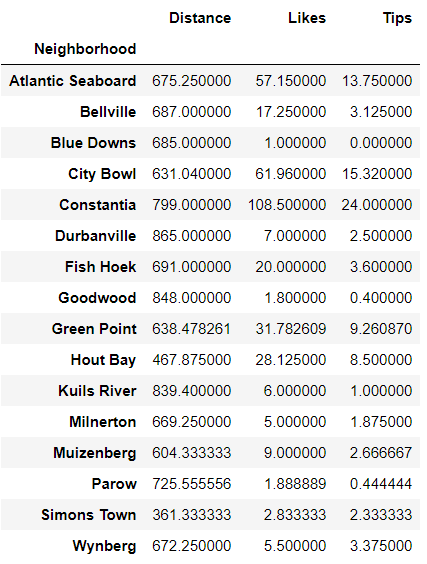 Distance Likes Tips
Neighborhood
Atlantic Seaboard 675.250000 57.150000 13.750000
Bellville 687.000000 17.250000 3.125000
Blue Downs 685.000000 1.000000 0.000000
City Bowl 631.040000 61.960000 15.320000
Constantia 799.000000 108.500000 24.000000
Durbanville 865.000000 7.000000 2.500000
Fish Hoek 691.000000 20.000000 3.600000
Goodwood 848.000000 1.800000 0.400000
Green Point 638.478261 31.782609 9.260870
Hout Bay 467.875000 28.125000 8.500000
Kuils River 839.400000 6.000000 1.000000
Milnerton 669.250000 5.000000 1.875000
Muizenberg 604.333333 9.000000 2.666667
Parow 725.555556 1.888889 0.444444
Simons Town 361.333333 2.833333 2.333333
Wynberg 672.250000 5.500000 3.375000